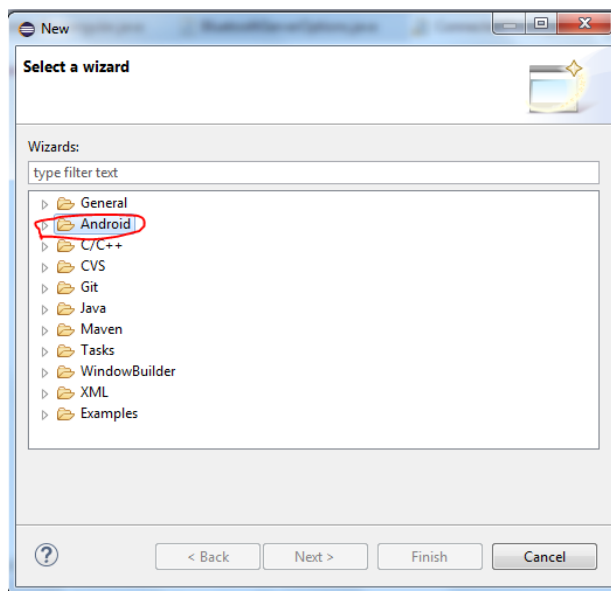 New
Select a wizard
Wizards:
type filter text
General
Android
C/C++
CVS
Git
Java
Maven
Tasks
WindowBuilder
XML
Examples
? < Back Next > Finish Cancel